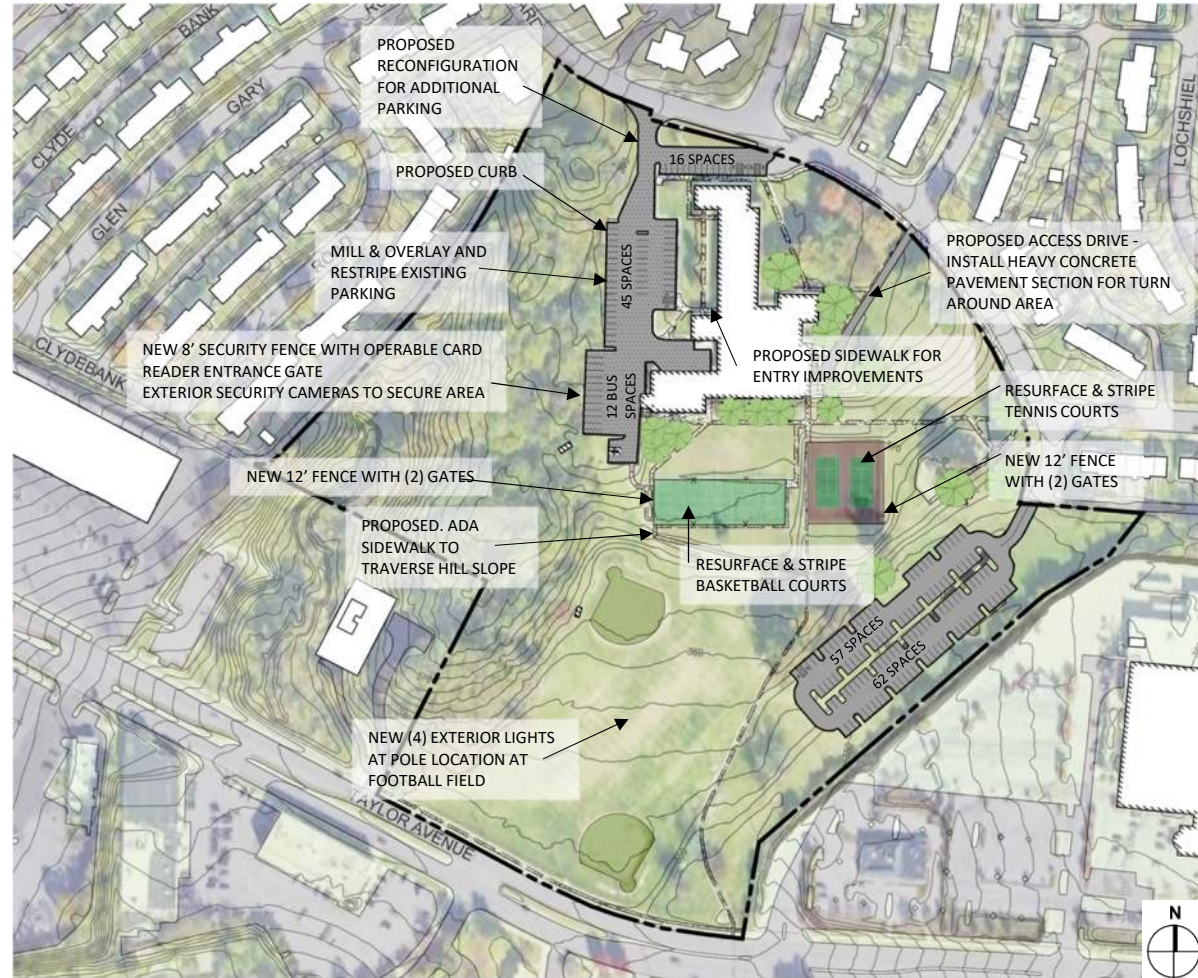 BANK
CLYDE
GARY
GLEN
LOCHSHIEL
PROPOSED
RECONFIGURATION
FOR ADDITIONAL
PARKING
16 SPACES
PROPOSED CURB
MILL & OVERLAY AND
RESTRIPE EXISTING
PARKING
45 SPACES
PROPOSED ACCESS DRIVE -
INSTALL HEAVY CONCRETE
PAVEMENT SECTION FOR TURN
AROUND AREA
CLYDEBANK
NEW 8' SECURITY FENCE WITH OPERABLE CARD
READER ENTRANCE GATE
EXTERIOR SECURITY CAMERAS TO SECURE AREA
12 BUS
SPACES
PROPOSED SIDEWALK FOR
ENTRY IMPROVEMENTS
RESURFACE & STRIPE
TENNIS COURTS
NEW 12' FENCE WITH (2) GATES
NEW 12' FENCE
WITH (2) GATES
PROPOSED. ADA
SIDEWALK TO
TRAVERSE HILL SLOPE
RESURFACE & STRIPE
BASKETBALL COURTS
57 SPACES
62 SPACES
360
NEW (4) EXTERIOR LIGHTS
AT POLE LOCATION AT
FOOTBALL FIELD
TAYLOR AVENUE
N